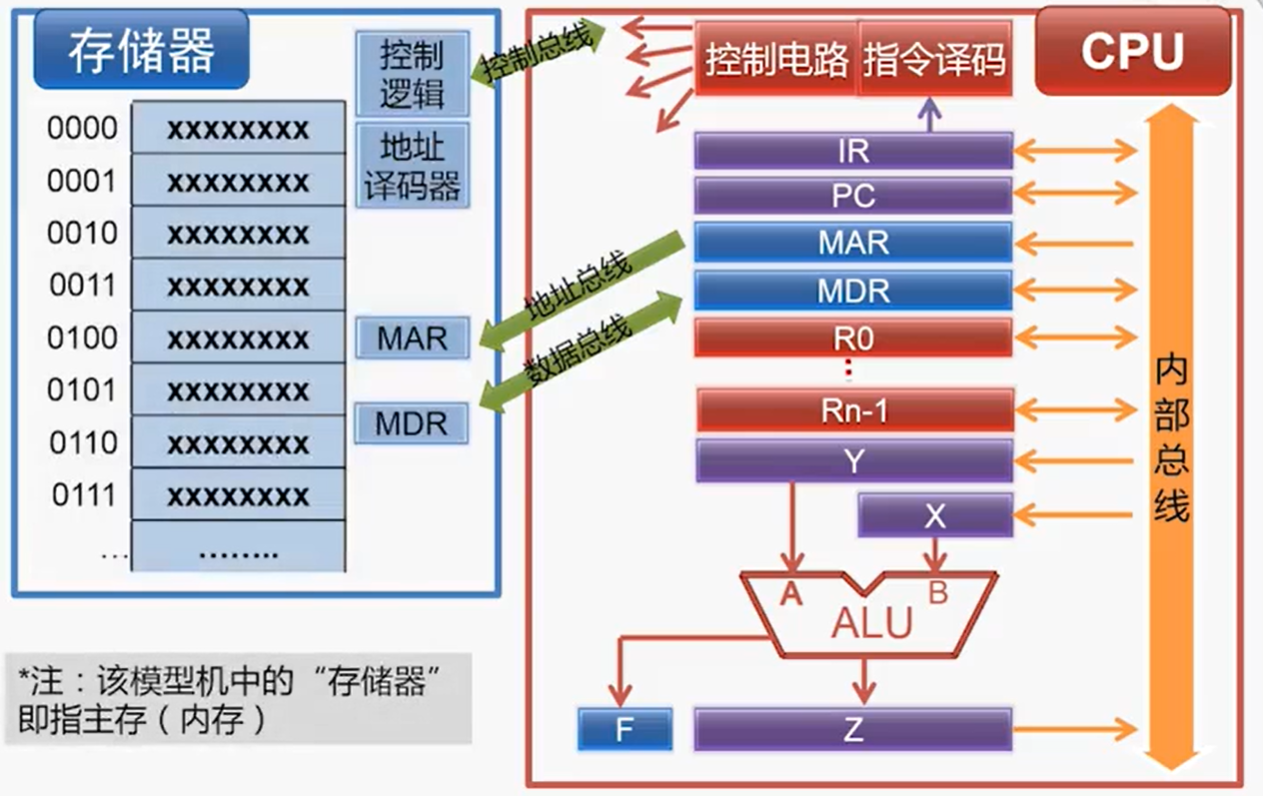 存储器
控制
逻辑
地址
译码器
0000 xxxxxxxx
0001 xxxxxxxx
0010 xxxxxxxx
0011 xxxxxxxx
0100 xxxxxxxx
0101 xxxxxxxx
0110 xxxxxxxx
0111 xxxxxxxx
... ........
MAR
MDR
*注：该模型机中的“存储器”
即指主存（内存）
控制总线
地址总线
数据总线
CPU
控制电路 指令译码
IR
PC
MAR
MDR
R0
⋮
Rn-1
Y
X
A B
ALU
F
Z
内
部
总
线